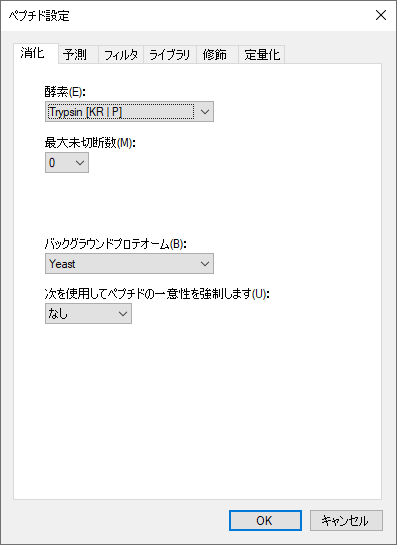 ペプチド設定
消化 予測 フィルタ ライブラリ 修飾 定量化
酵素(E):
Trypsin [KR | P]
最大未切断数(M):
0
バックグラウンドプロテオーム(B):
Yeast
次を使用してペプチドの一意性を強制します(U):
なし
OK キャンセル